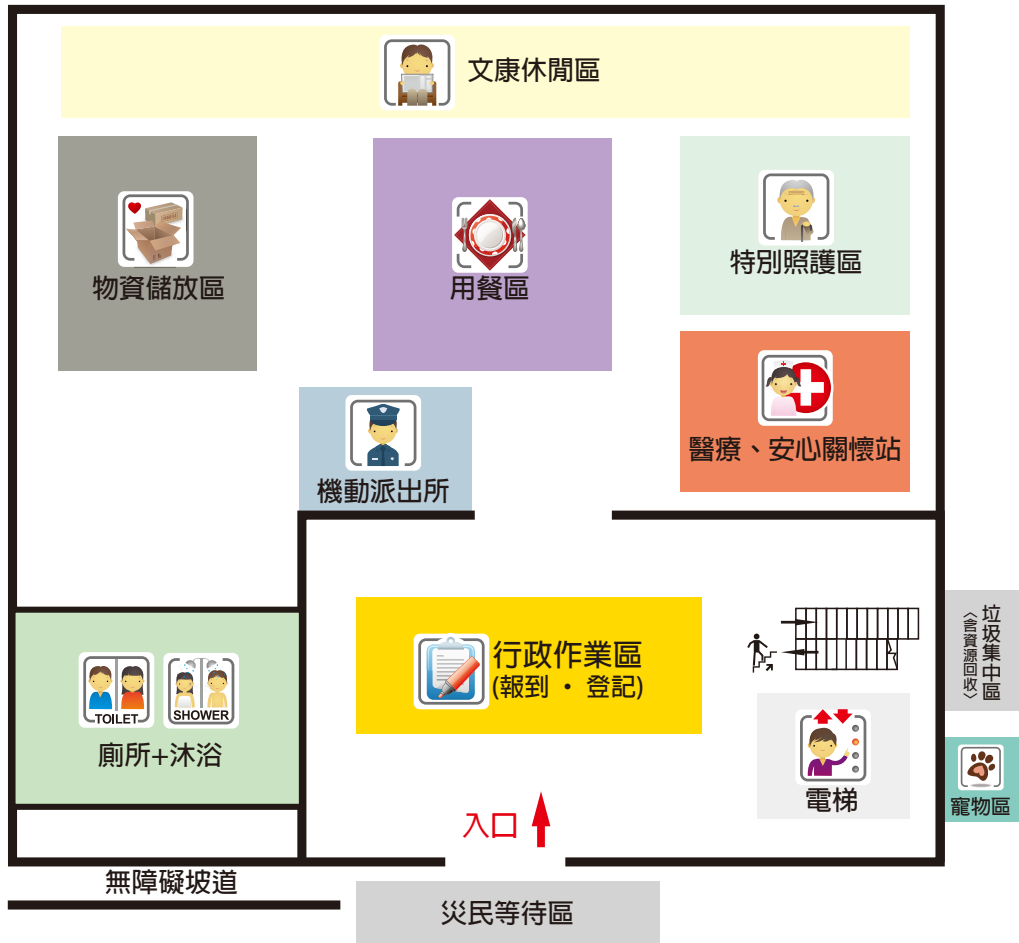 文康休閒區
物資儲放區
用餐區
特別照護區
醫療、安心關懷站
機動派出所
行政作業區
(報到 ・ 登記)
TOILET
SHOWER
廁所+沐浴
電梯
垃圾集中區
〈含資源回收〉
寵物區
入口
無障礙坡道
災民等待區